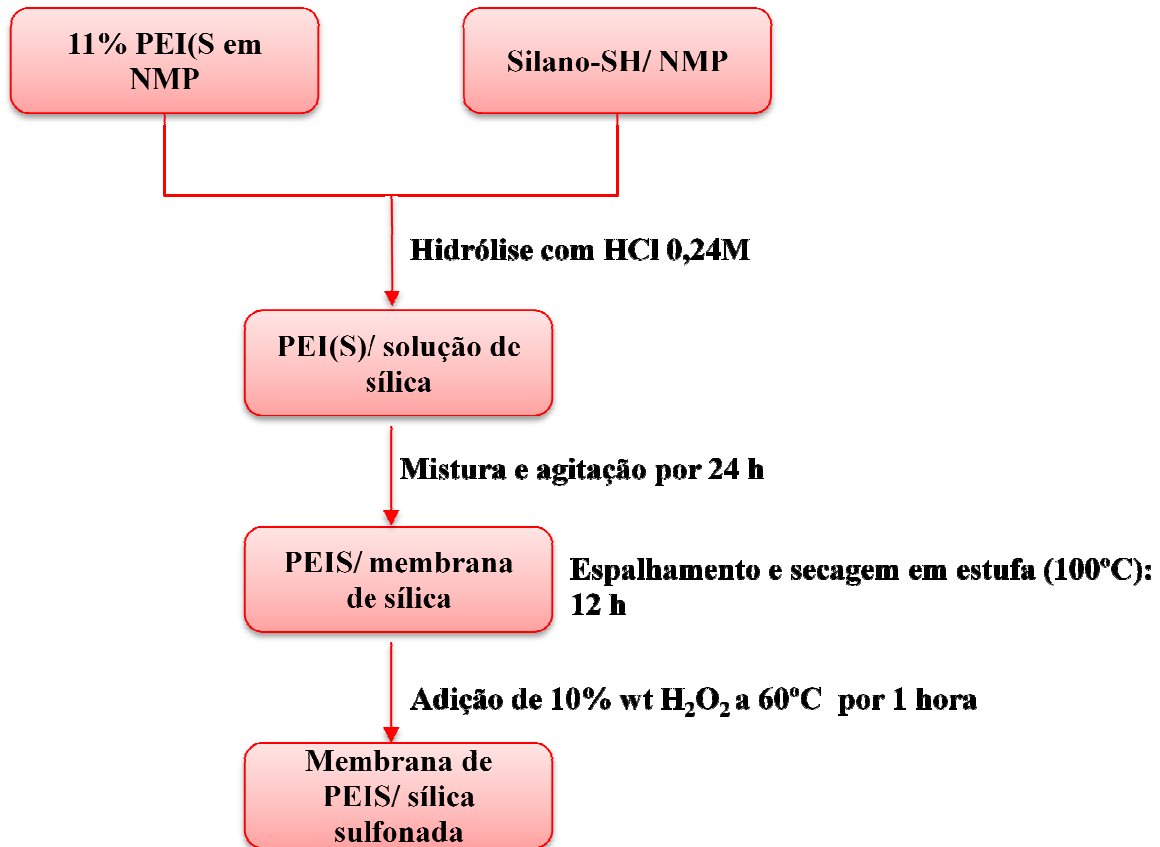 11% PEI(S em
NMP
Silano-SH/ NMP
Hidrólise com HCl 0,24M
PEI(S)/ solução de
sílica
Mistura e agitação por 24 h
PEIS/ membrana
de sílica
Espalhamento e secagem em estufa (100ºC):
12 h
Adição de 10% wt H₂O₂ a 60ºC por 1 hora
Membrana de
PEIS/ sílica
sulfonada